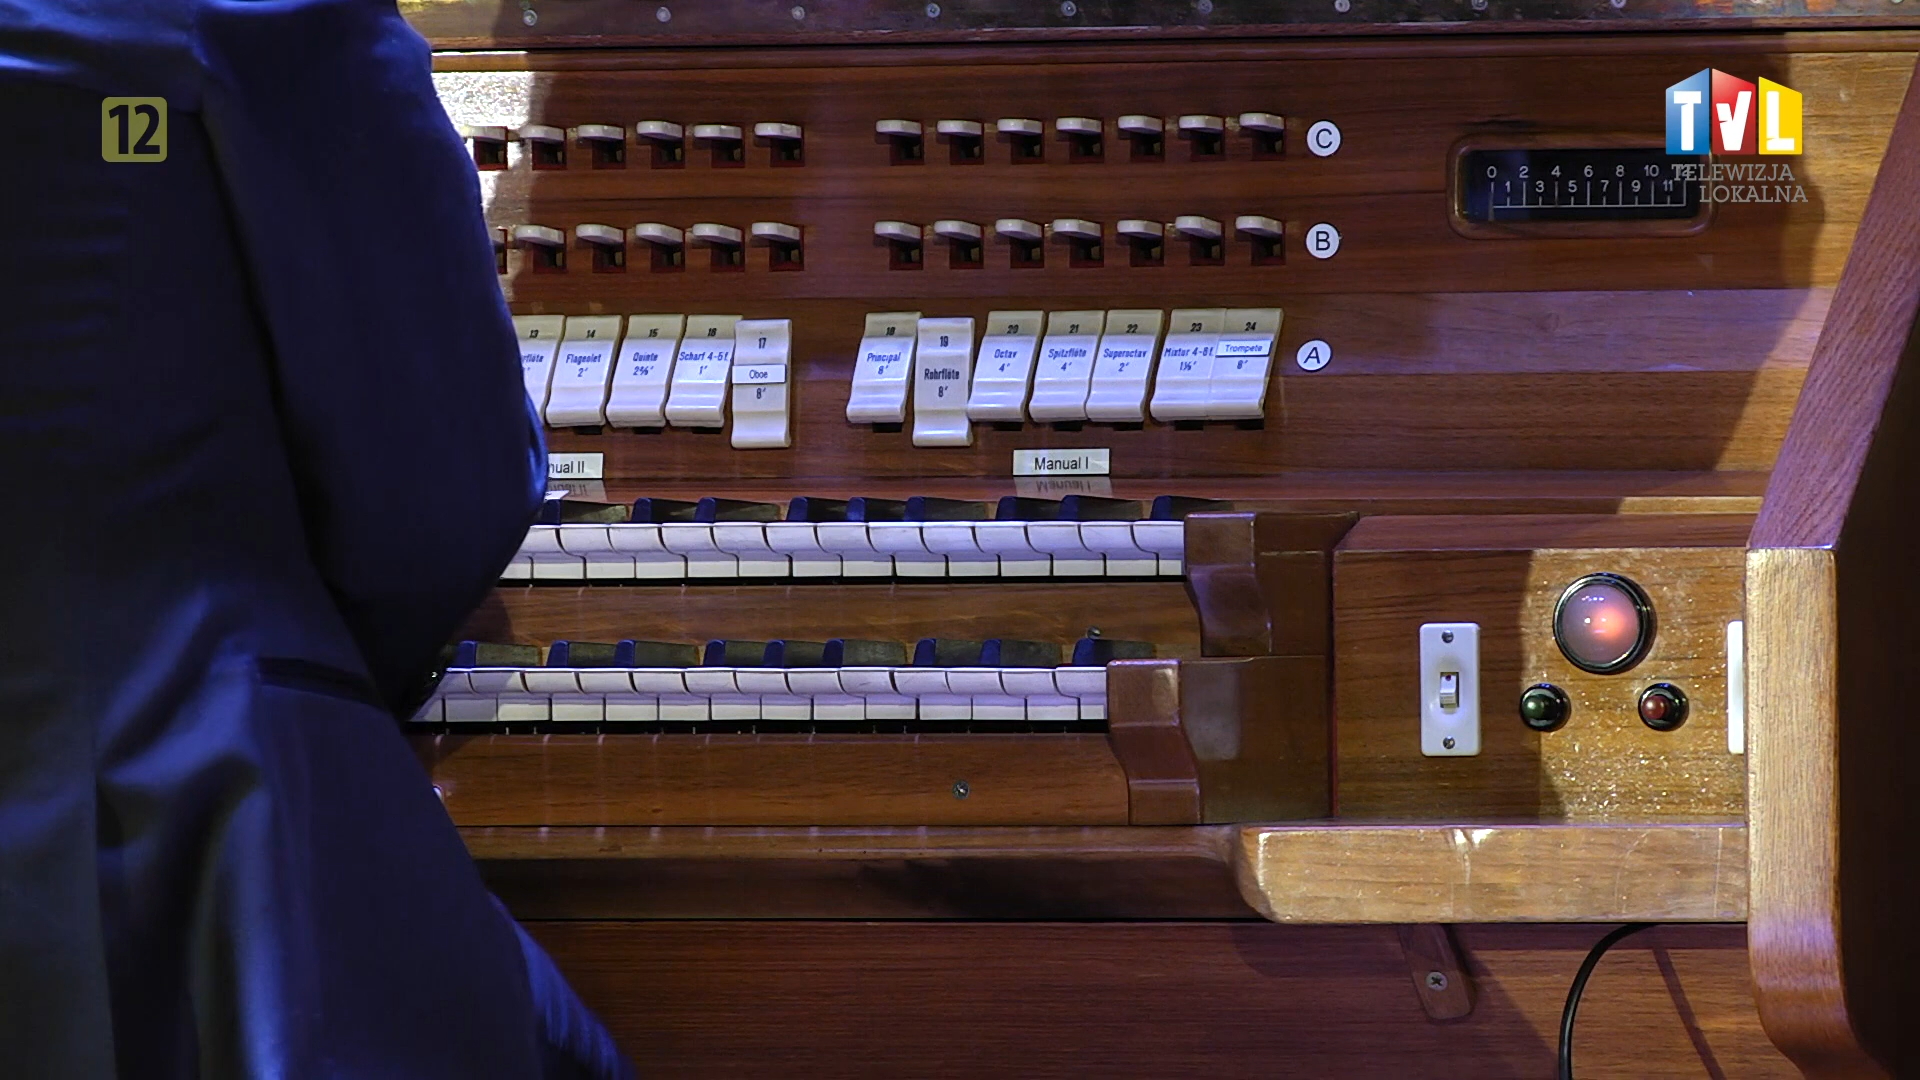 12
TVL
TELEWIZJA
LOKALNA
C
0 1 2 3 4 5 6 7 8 9 10 11 12
B
A
13
14
Flageolet
2'
15
Quinte
2⅔'
16
Scharf 4-5f.
1'
17
Oboe
8'
18
Principal
8'
19
Rohrflöte
8'
20
Octav
4'
21
Spitzflöte
4'
22
Superoctav
2'
23
Mixtur 4-6f.
1⅓'
24
Trompete
8'
nual II
Manual I